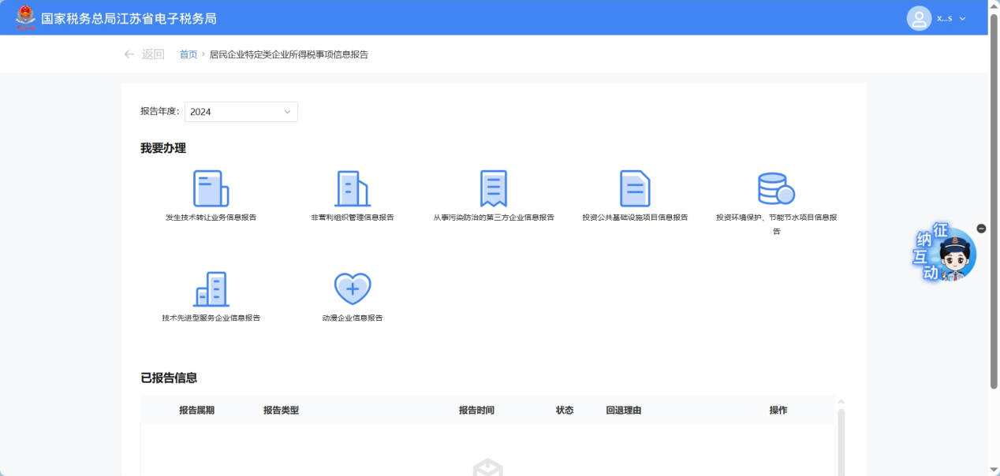 国家税务总局江苏省电子税务局
x...s
返回 首页 › 居民企业特定类企业所得税事项信息报告
报告年度： 2024
我要办理
发生技术转让业务信息报告
非营利组织管理信息报告
从事污染防治的第三方企业信息报告
投资公共基础设施项目信息报告
投资环境保护、节能节水项目信息报
告
征
纳
互
动
技术先进型服务企业信息报告
动漫企业信息报告
已报告信息
报告属期 报告类型 报告时间 状态 回退理由 操作